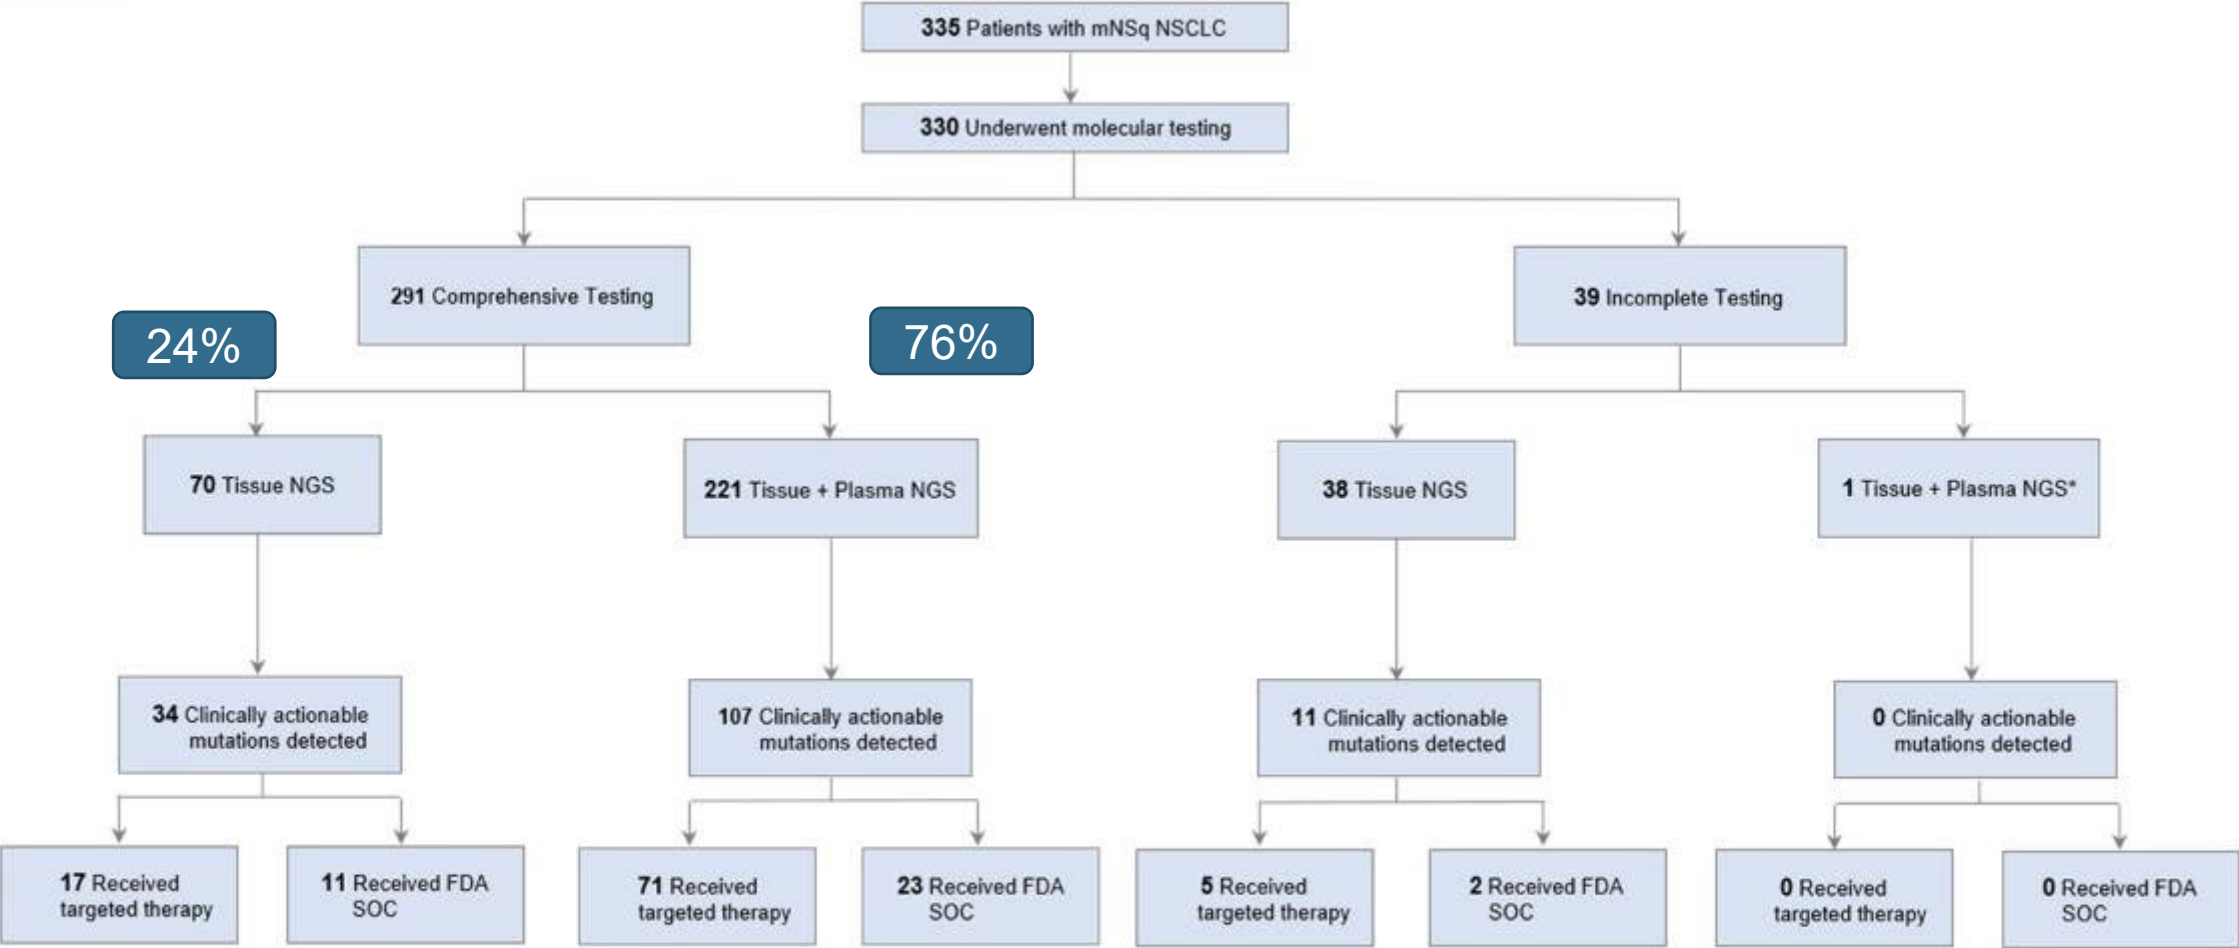 335 Patients with mNSq NSCLC
330 Underwent molecular testing
291 Comprehensive Testing
39 Incomplete Testing
24%
76%
70 Tissue NGS
221 Tissue + Plasma NGS
38 Tissue NGS
1 Tissue + Plasma NGS*
34 Clinically actionable
mutations detected
107 Clinically actionable
mutations detected
11 Clinically actionable
mutations detected
0 Clinically actionable
mutations detected
17 Received
targeted therapy
11 Received FDA
SOC
71 Received
targeted therapy
23 Received FDA
SOC
5 Received
targeted therapy
2 Received FDA
SOC
0 Received
targeted therapy
0 Received FDA
SOC